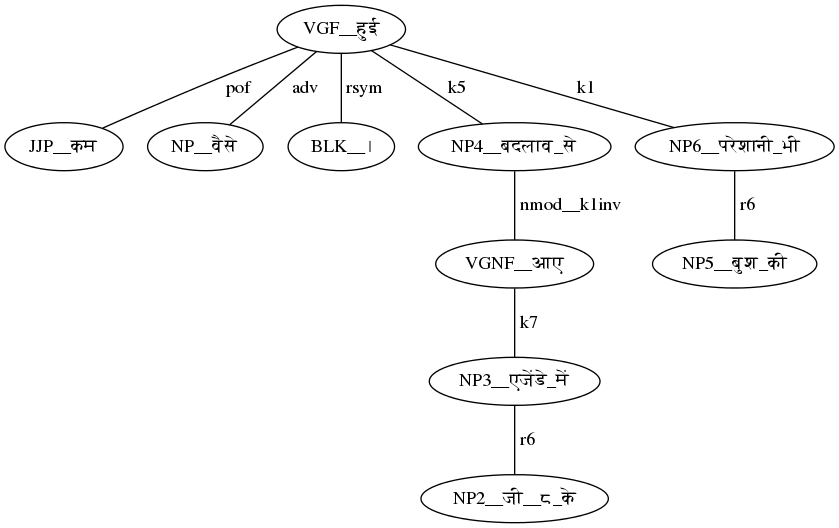 VGF__हुई
pof adv rsym k5 k1
JJP__कम NP__वैसे BLK__। NP4__बदलाव_से NP6__परेशानी_भी
nmod__k1inv r6
VGNF__आए NP5__बुश_की
k7
NP3__एजेंडे_में
r6
NP2__जी__८_के